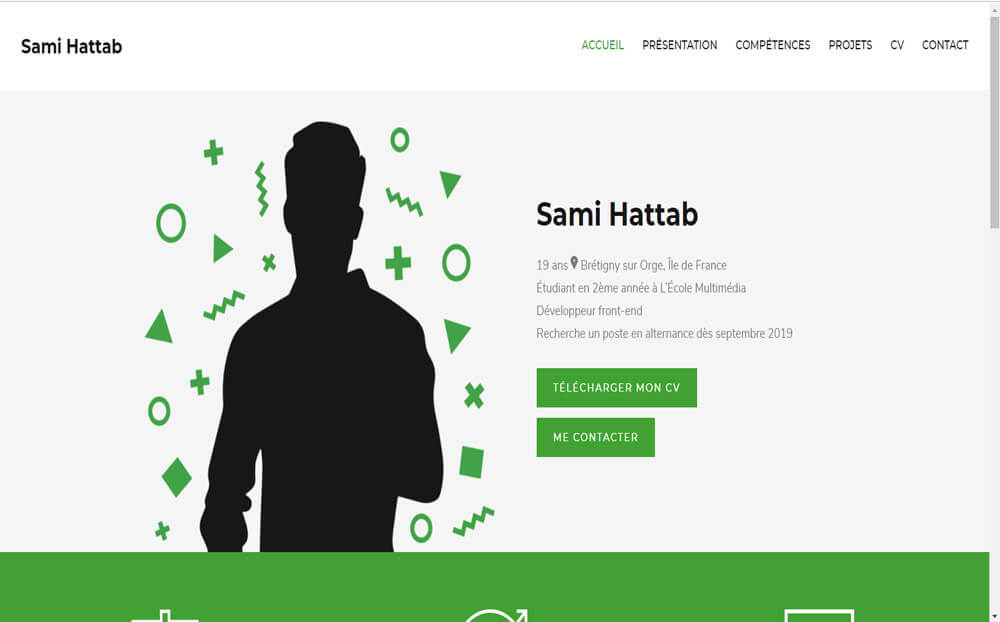 Sami Hattab
ACCUEIL PRÉSENTATION COMPÉTENCES PROJETS CV CONTACT
Sami Hattab
19 ans Brétigny sur Orge, Île de France
Étudiant en 2ème année à L'École Multimédia
Développeur front-end
Recherche un poste en alternance dès septembre 2019
TÉLÉCHARGER MON CV
ME CONTACTER